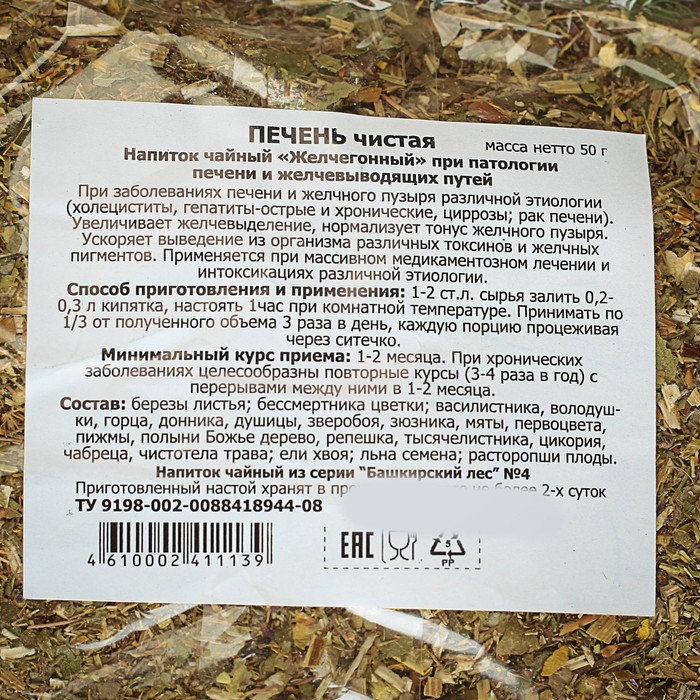 ПЕЧЕНЬ чистая масса нетто 50 г
Напиток чайный «Желчегонный» при патологии
печени и желчевыводящих путей
При заболеваниях печени и желчного пузыря различной этиологии
(холециститы, гепатиты-острые и хронические, циррозы; рак печени).
Увеличивает желчевыделение, нормализует тонус желчного пузыря.
Ускоряет выведение из организма различных токсинов и желчных
пигментов. Применяется при массивном медикаментозном лечении и
интоксикациях различной этиологии.
Способ приготовления и применения: 1-2 ст.л. сырья залить 0,2-
0,3 л кипятка, настоять 1час при комнатной температуре. Принимать по
1/3 от полученного объема 3 раза в день, каждую порцию процеживая
через ситечко.
Минимальный курс приема: 1-2 месяца. При хронических
заболеваниях целесообразны повторные курсы (3-4 раза в год) с
перерывами между ними в 1-2 месяца.
Состав: березы листья; бессмертника цветки; василистника, володуш-
ки, горца, донника, душицы, зверобоя, зюзника, мяты, первоцвета,
пижмы, полыни Божье дерево, репешка, тысячелистника, цикория,
чабреца, чистотела трава; ели хвоя; льна семена; расторопши плоды.
Напиток чайный из серии "Башкирский лес" №4
Приготовленный настой хранят в не более 2-х суток
ТУ 9198-002-0088418944-08
4 610002 411139
EAC 5
PP